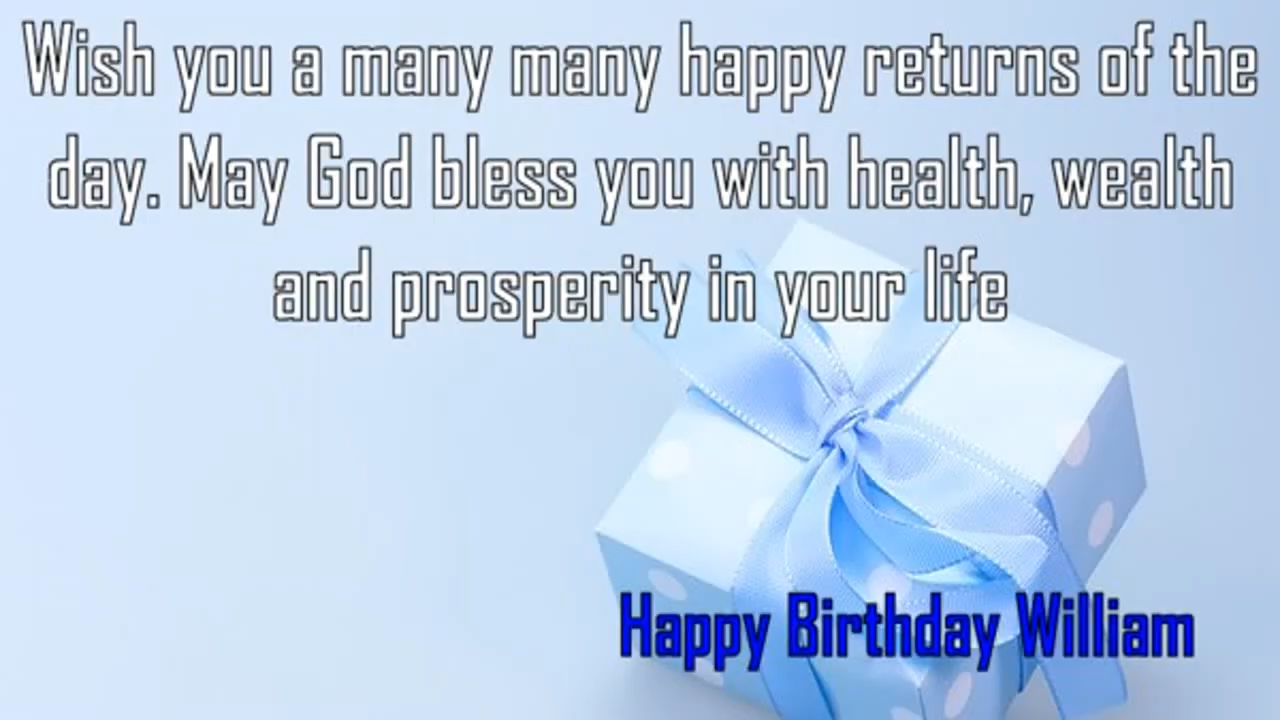 Wish you a many many happy returns of the
day. May God bless you with health, wealth
and prosperity in your life
Happy Birthday William